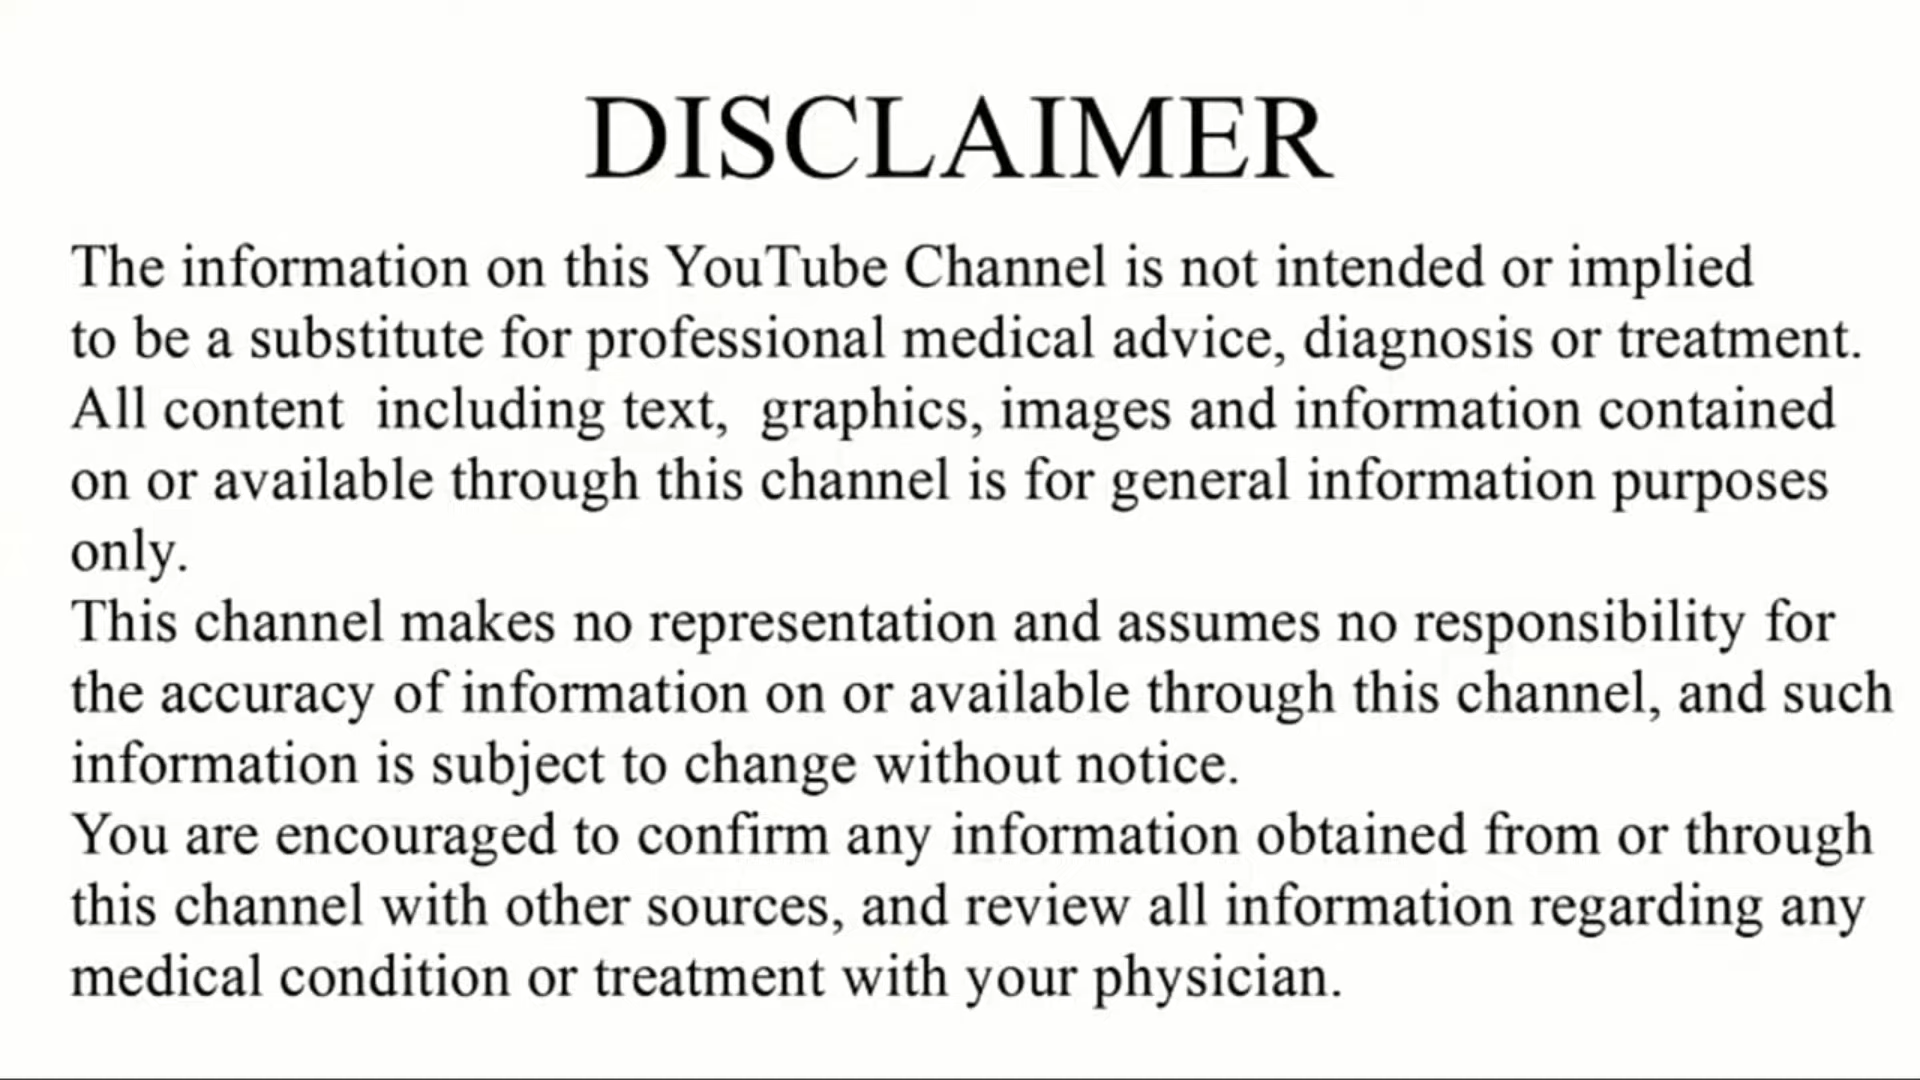 DISCLAIMER
The information on this YouTube Channel is not intended or implied
to be a substitute for professional medical advice, diagnosis or treatment.
All content  including text,  graphics, images and information contained
on or available through this channel is for general information purposes
only.
This channel makes no representation and assumes no responsibility for
the accuracy of information on or available through this channel, and such
information is subject to change without notice.
You are encouraged to confirm any information obtained from or through
this channel with other sources, and review all information regarding any
medical condition or treatment with your physician.